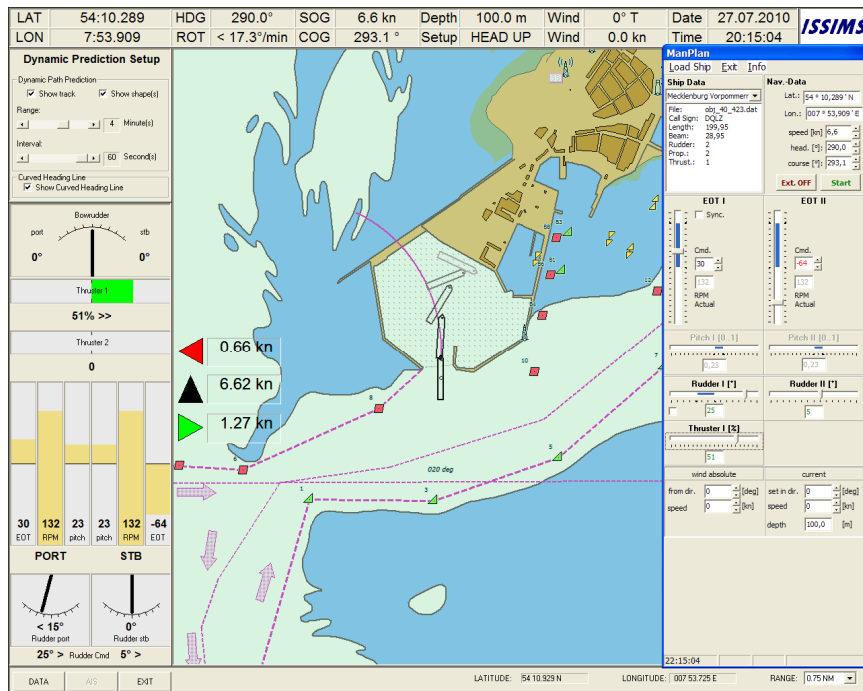 LAT 54:10.289 HDG 290.0° SOG 6.6 kn Depth 100.0 m Wind 0° T Date 27.07.2010
LON 7:53.909 ROT < 17.3°/min COG 293.1 ° Setup HEAD UP Wind 0.0 kn Time 20:15:04
ISSIMS
Dynamic Prediction Setup
Dynamic Path Prediction
Show track Show shape(s)
Range:
4 Minute(s)
Interval:
60 Second(s)
Curved Heading Line
Show Curved Heading Line
Bowrudder
port stb
0° 0°
Thruster 1
51% >>
Thruster 2
0
30 132 23 23 132 -64
EOT RPM pitch pitch RPM EOT
PORT STB
< 15° 0°
Rudder port Rudder stb
25° > Rudder Cmd 5° >
DATA AIS EXIT
0.66 kn
6.62 kn
1.27 kn
020 deg
8
6
1
3
5
7
10
12
ManPlan
Load Ship Exit Info
Ship Data Nav.-Data
Mecklenburg Vorpommern
File: obj_40_423.dat
Call Sign: DQLZ
Length: 199,95
Beam: 28,95
Rudder: 2
Prop.: 2
Thrust.: 1
Lat.: 54 ° 10,289 ' N
Lon.: 007 ° 53,909 ' E
speed [kn] 6,6
head. [°]: 290,0
course [°]: 293,1
Ext. OFF Start
EOT I EOT II
Sync.
Cmd. Cmd.
30 -64
132 132
RPM RPM
Actual Actual
Pitch I [0..1] Pitch II [0..1]
0,23 0,23
Rudder I [°] Rudder II [°]
25 5
Thruster I [%]
51
wind absolute current
from dir. 0 [deg] set in dir. 0 [deg]
speed 0 [kn] speed 0 [kn]
depth 100,0 [m]
22:15:04
LATITUDE: 54 10.929 N LONGITUDE: 007 53.725 E RANGE: 0.75 NM